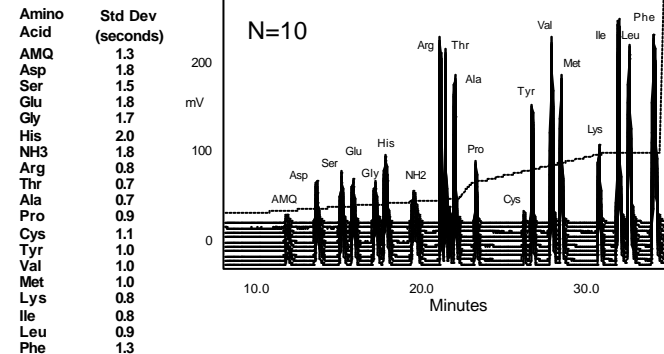 Amino Std Dev
Acid (seconds)
AMQ 1.3
Asp 1.8
Ser 1.5
Glu 1.8
Gly 1.7
His 2.0
NH3 1.8
Arg 0.8
Thr 0.7
Ala 0.7
Pro 0.9
Cys 1.1
Tyr 1.0
Val 1.0
Met 1.0
Lys 0.8
Ile 0.8
Leu 0.9
Phe 1.3
N=10
200
mV
100
0
AMQ
Asp
Ser
Glu
Gly
His
NH2
Arg
Thr
Ala
Pro
Cys
Tyr
Val
Met
Lys
Ile
Leu
Phe
10.0 20.0 30.0
Minutes